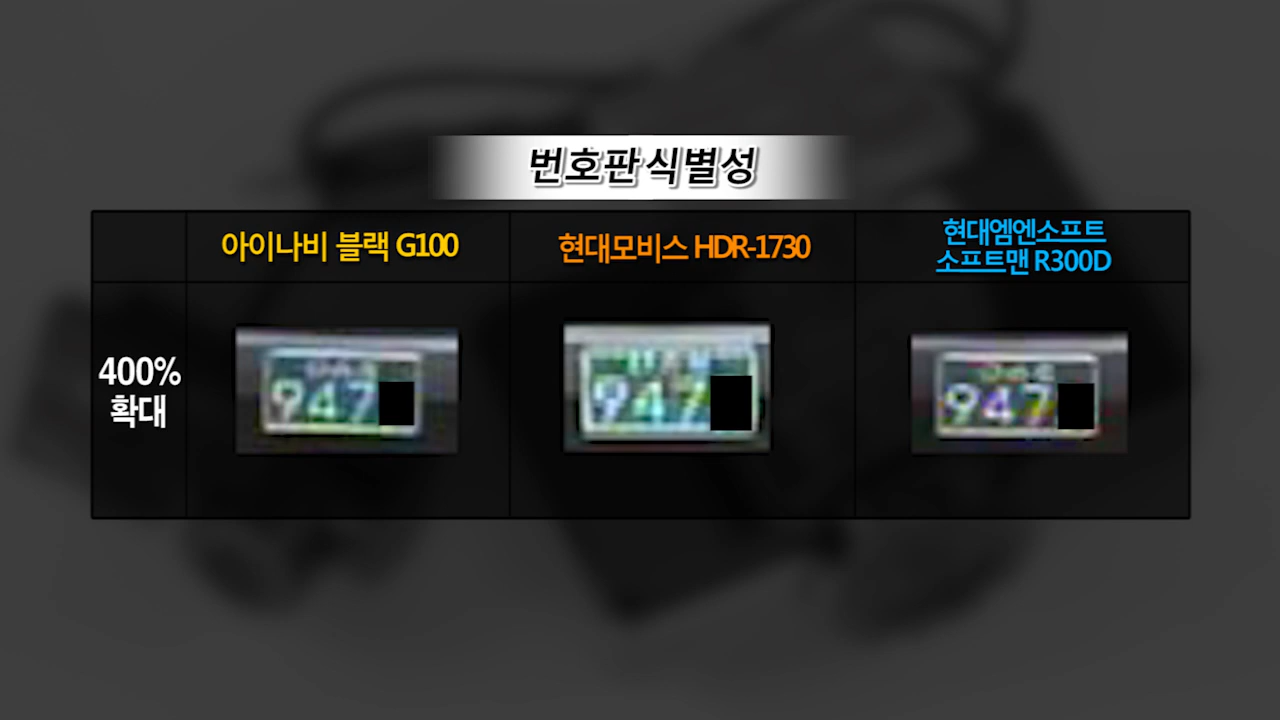 번호판 식별성
아이나비 블랙 G100
현대모비스 HDR-1730
현대엠엔소프트
소프트맨 R300D
400%
확대
947
947
947